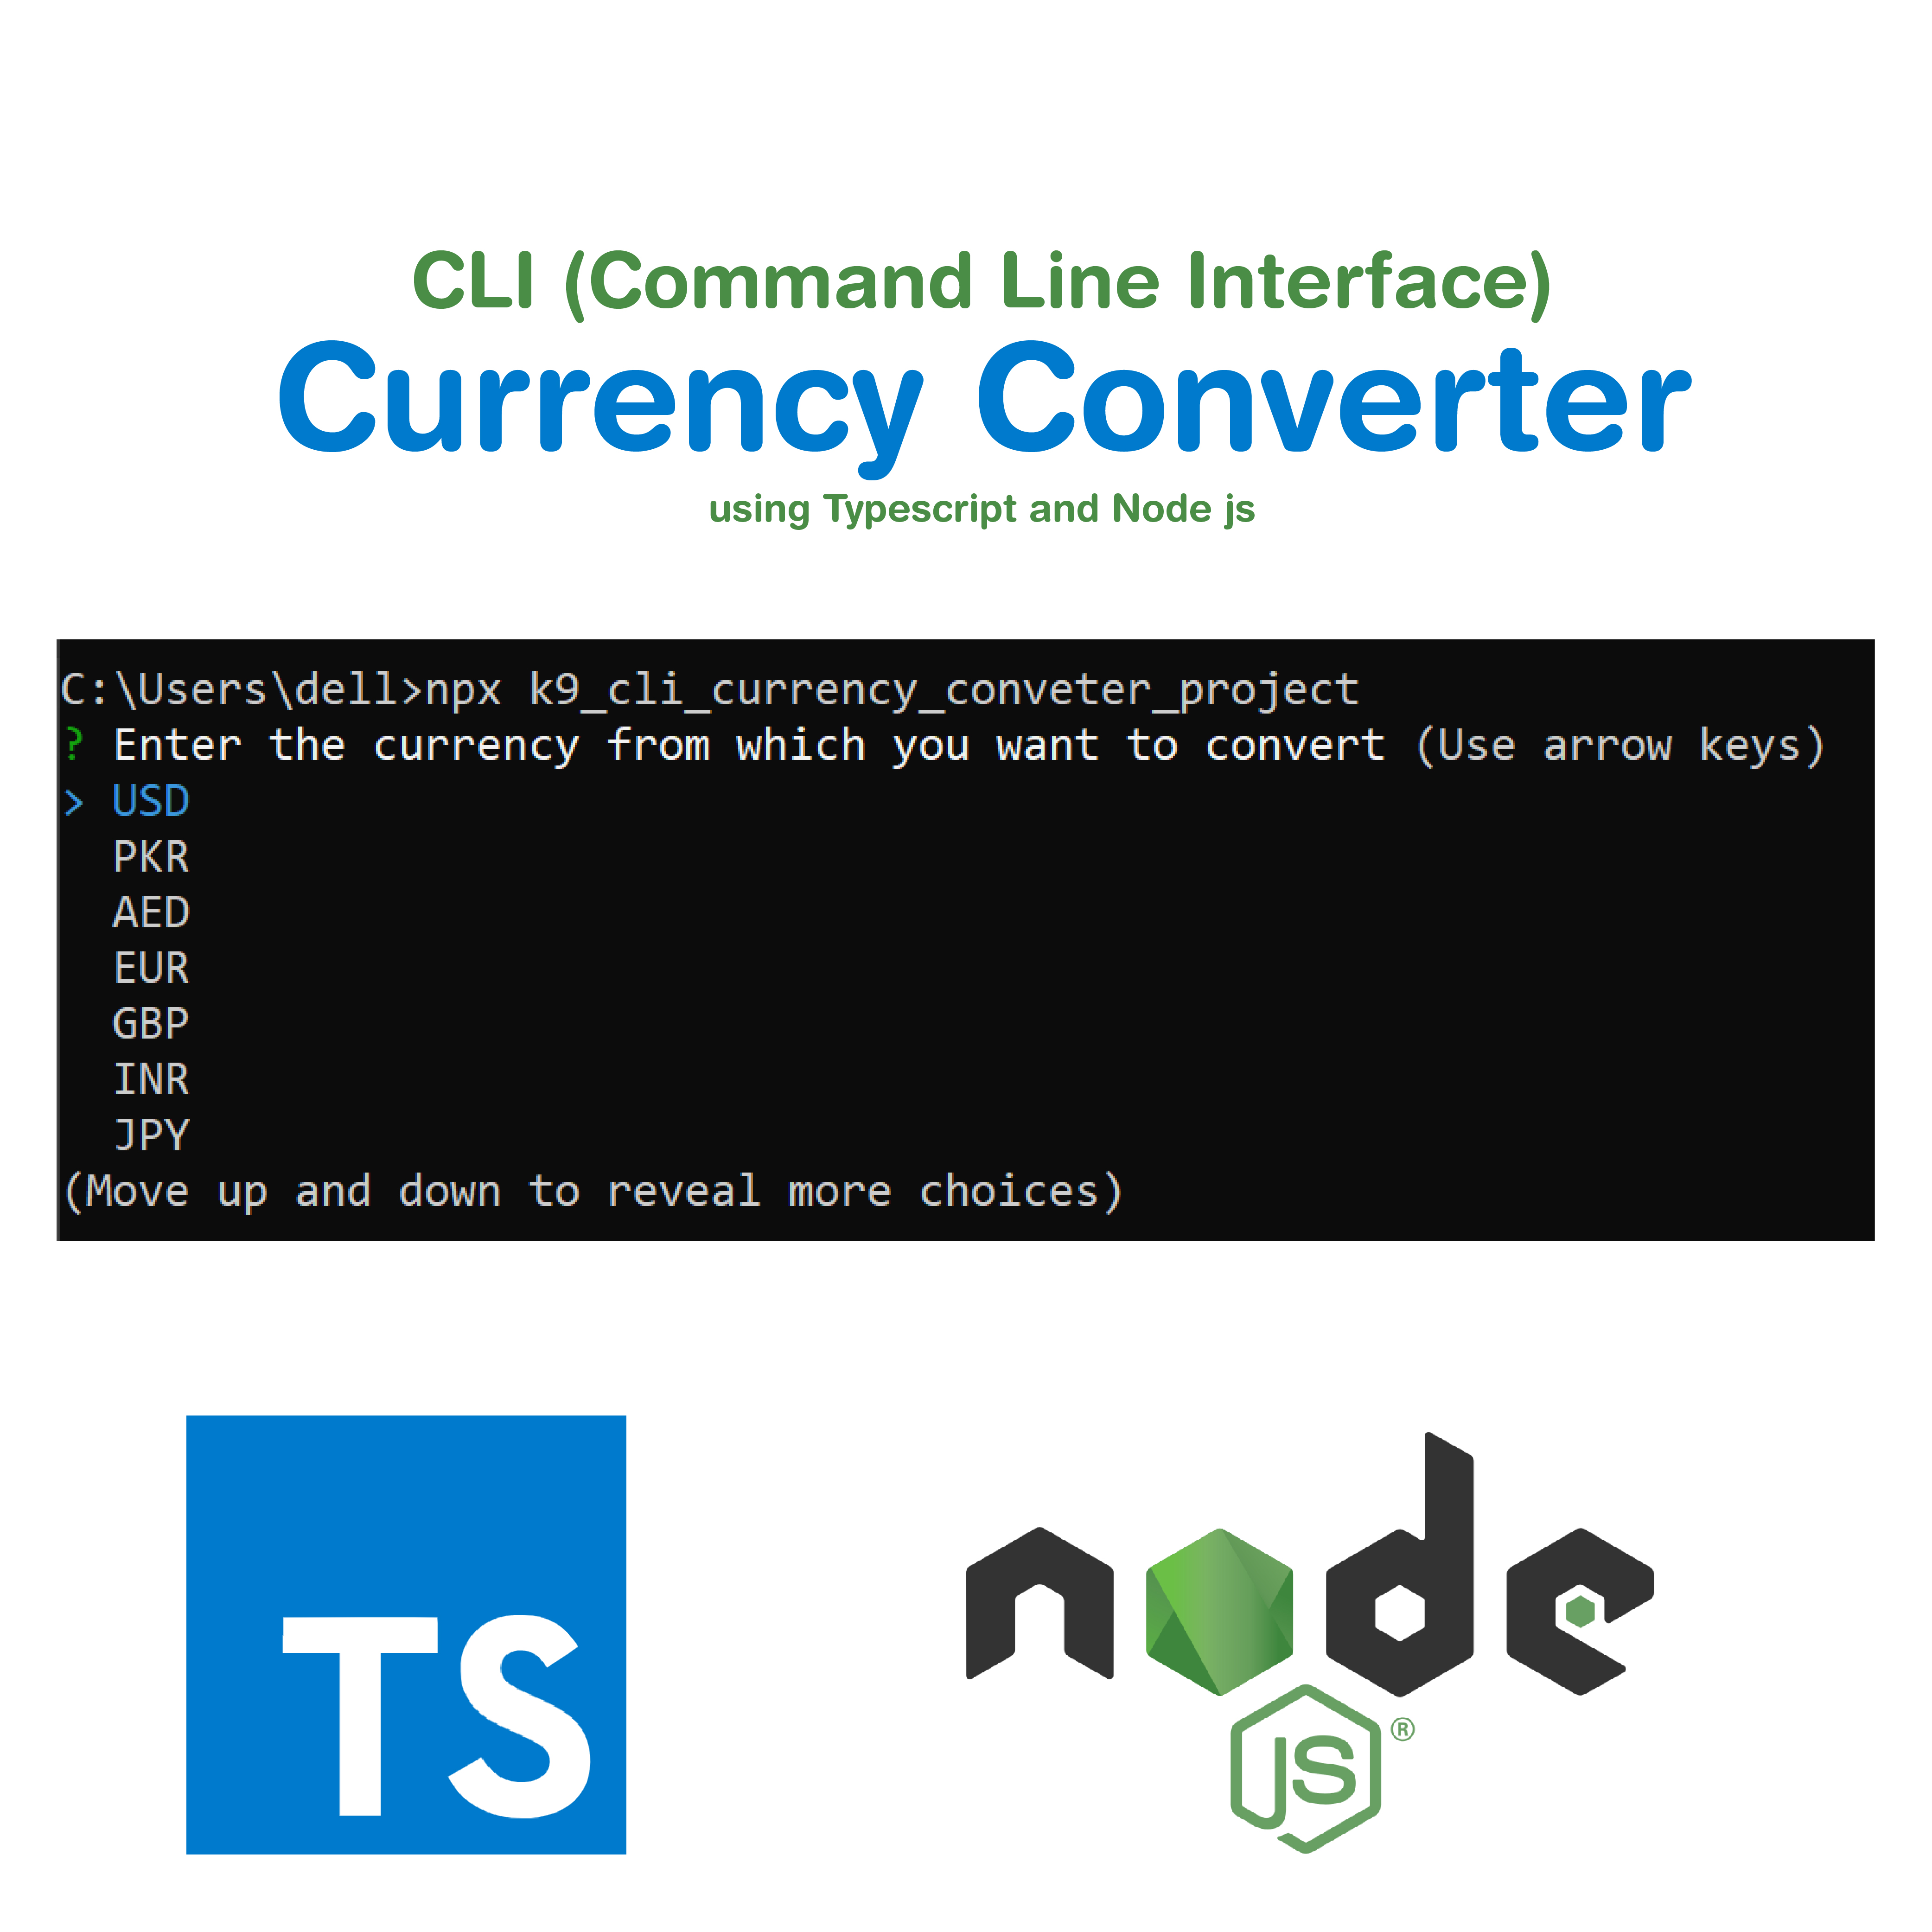 CLI (Command Line Interface)
Currency Converter
using Typescript and Node js
C:\Users\dell>npx k9_cli_currency_conveter_project
? Enter the currency from which you want to convert (Use arrow keys)
> USD
PKR
AED
EUR
GBP
INR
JPY
(Move up and down to reveal more choices)
TS
node
JS®